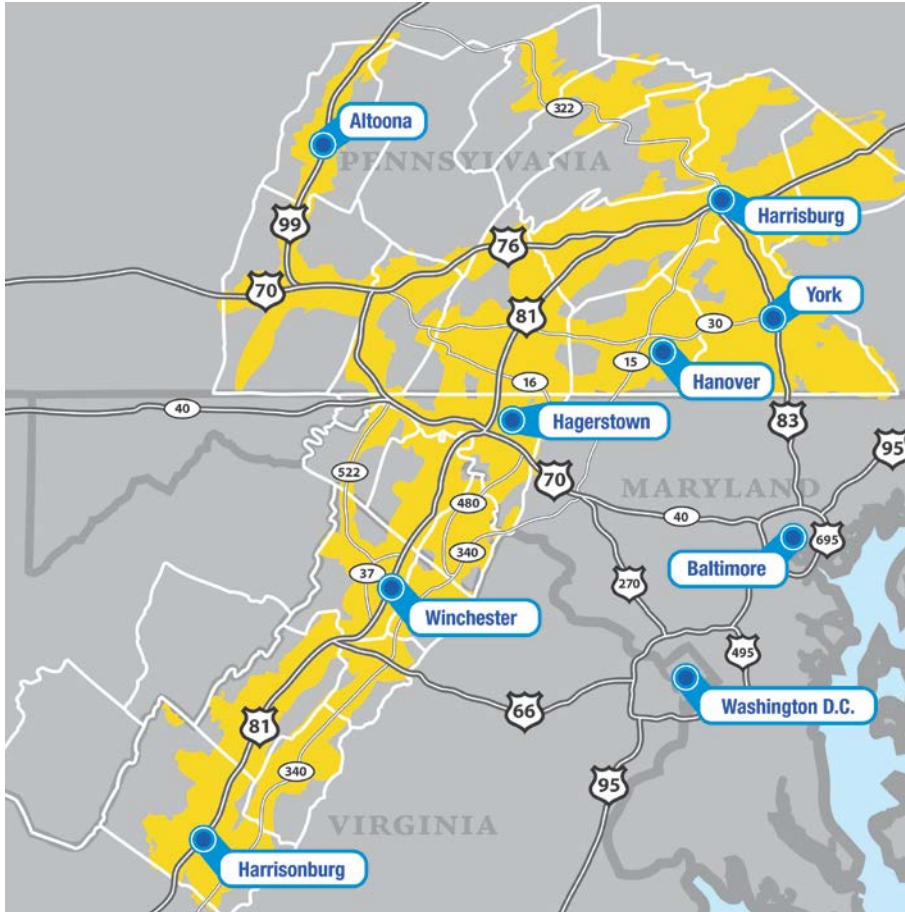 322
Altoona
PENNSYLVANIA
Harrisburg
99
76
70
81
York
30
15
Hanover
16
40
Hagerstown
83
95
522
70
480
MARYLAND
40
340
695
Baltimore
37
270
Winchester
495
Washington D.C.
66
81
340
95
VIRGINIA
Harrisonburg